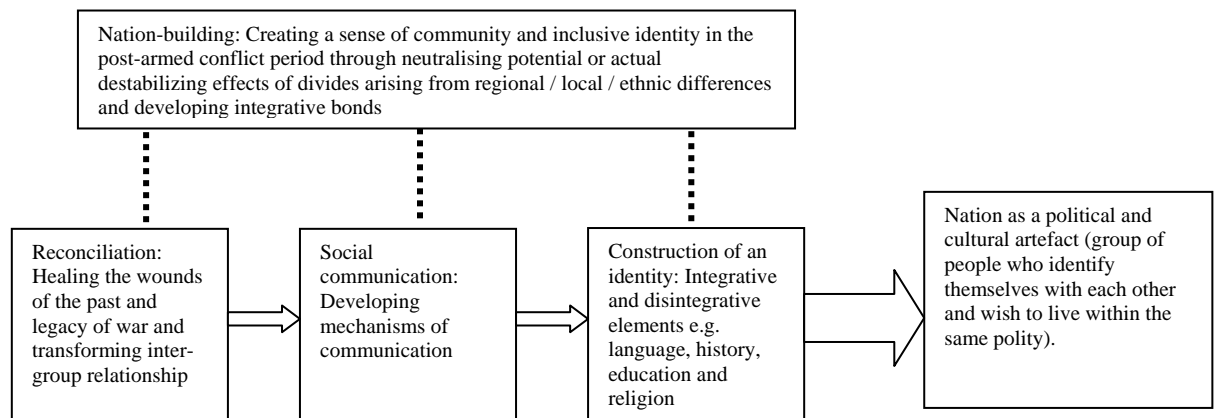 Nation-building: Creating a sense of community and inclusive identity in the
post-armed conflict period through neutralising potential or actual
destabilizing effects of divides arising from regional / local / ethnic differences
and developing integrative bonds
Reconciliation:
Healing the wounds
of the past and
legacy of war and
transforming inter-
group relationship
Social
communication:
Developing
mechanisms of
communication
Construction of an
identity: Integrative
and disintegrative
elements e.g.
language, history,
education and
religion
Nation as a political and
cultural artefact (group of
people who identify
themselves with each other
and wish to live within the
same polity).